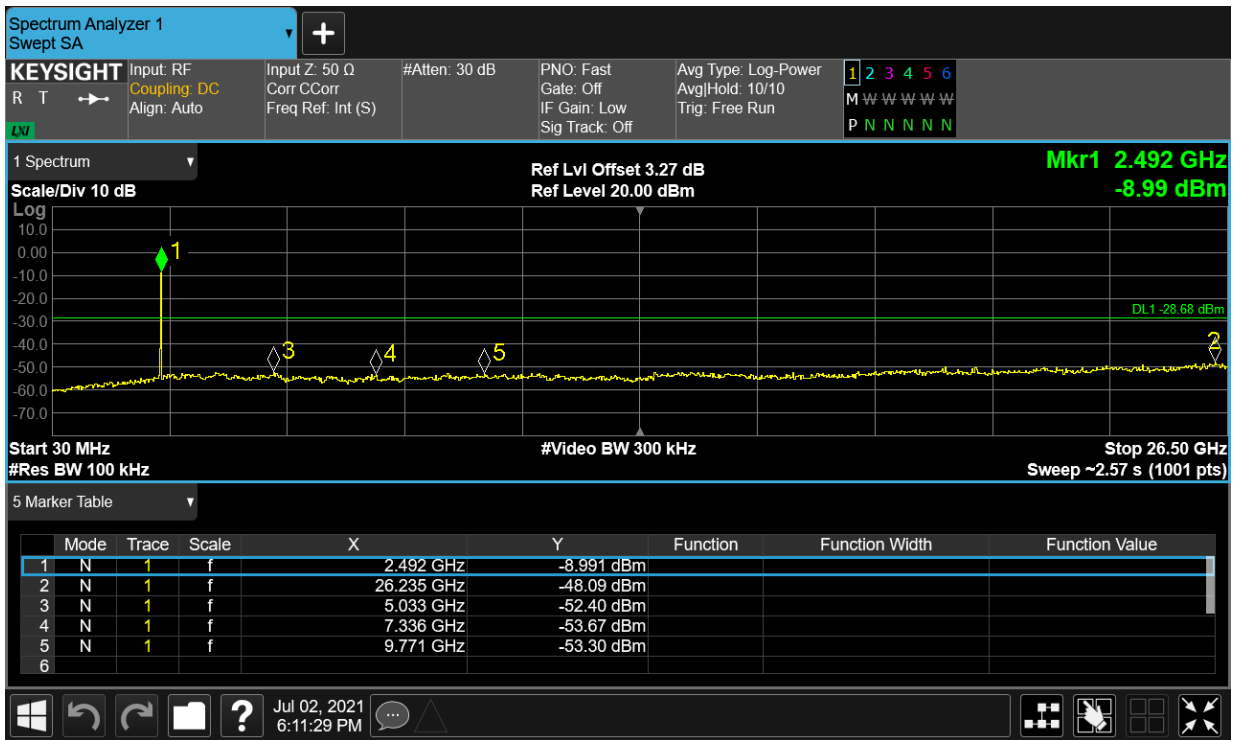 Spectrum Analyzer 1
Swept SA
+
KEYSIGHT
R T
LXI
Input: RF
Coupling: DC
Align: Auto
Input Z: 50 Ω
Corr CCorr
Freq Ref: Int (S)
#Atten: 30 dB
PNO: Fast
Gate: Off
IF Gain: Low
Sig Track: Off
Avg Type: Log-Power
Avg|Hold: 10/10
Trig: Free Run
1 2 3 4 5 6
M W W W W W
P N N N N N
1 Spectrum
Scale/Div 10 dB
Ref Lvl Offset 3.27 dB
Ref Level 20.00 dBm
Mkr1 2.492 GHz
-8.99 dBm
Log
10.0
0.00
-10.0
-20.0
-30.0
-40.0
-50.0
-60.0
-70.0
1
DL1 -28.68 dBm
3
4
5
2
Start 30 MHz
#Res BW 100 kHz
#Video BW 300 kHz
Stop 26.50 GHz
Sweep ~2.57 s (1001 pts)
5 Marker Table
Mode Trace Scale X Y Function Function Width Function Value
1 N 1 f 2.492 GHz -8.991 dBm
2 N 1 f 26.235 GHz -48.09 dBm
3 N 1 f 5.033 GHz -52.40 dBm
4 N 1 f 7.336 GHz -53.67 dBm
5 N 1 f 9.771 GHz -53.30 dBm
6
?
Jul 02, 2021
6:11:29 PM